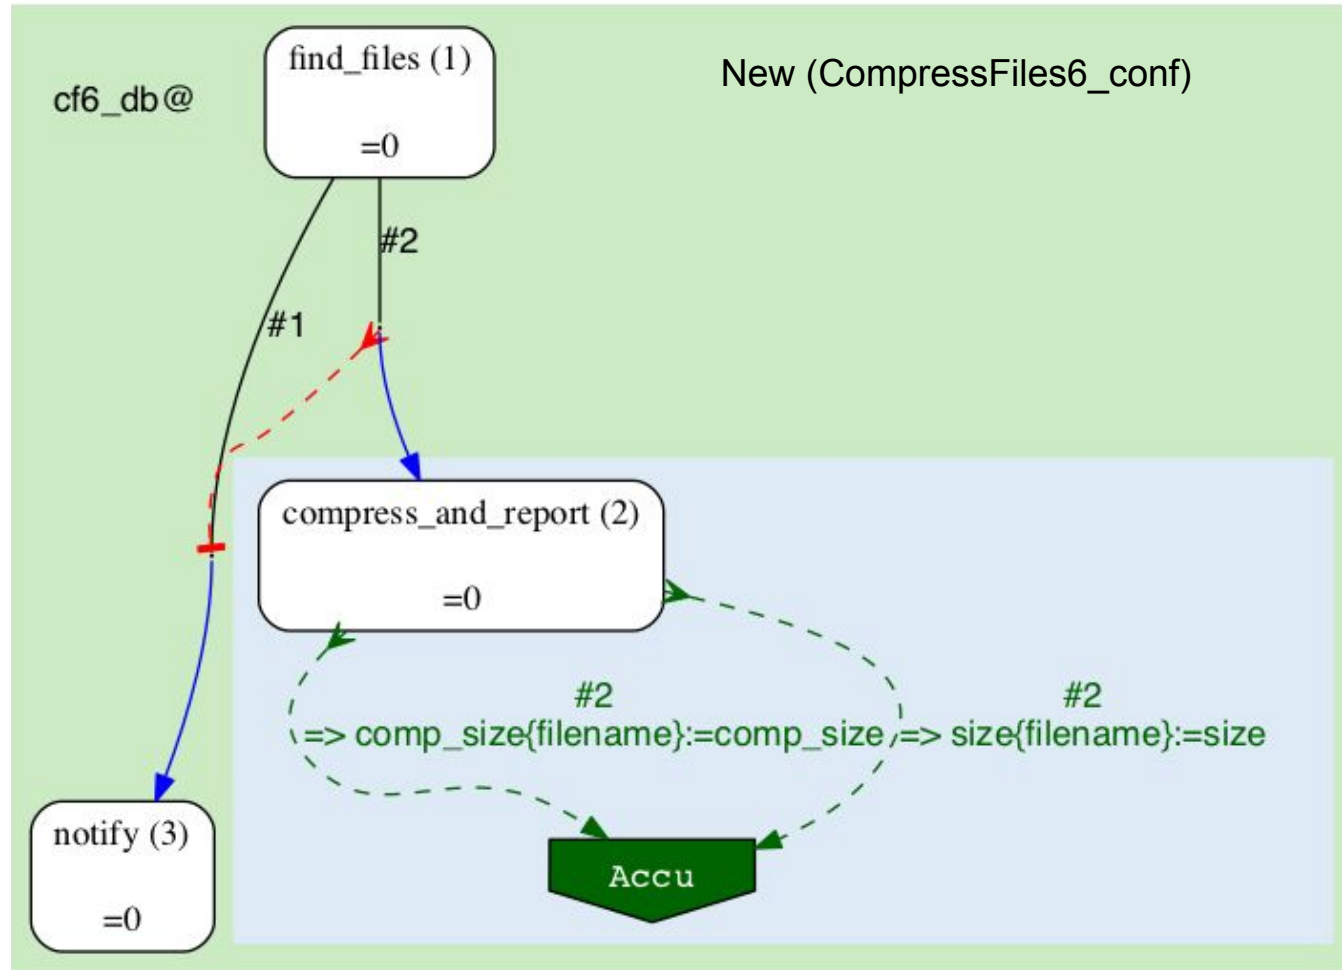 find_files (1)
=0
cf6_db@
New (CompressFiles6_conf)
#2
#1
compress_and_report (2)
=0
#2
=> comp_size{filename}:=comp_size
#2
=> size{filename}:=size
notify (3)
=0
Accu